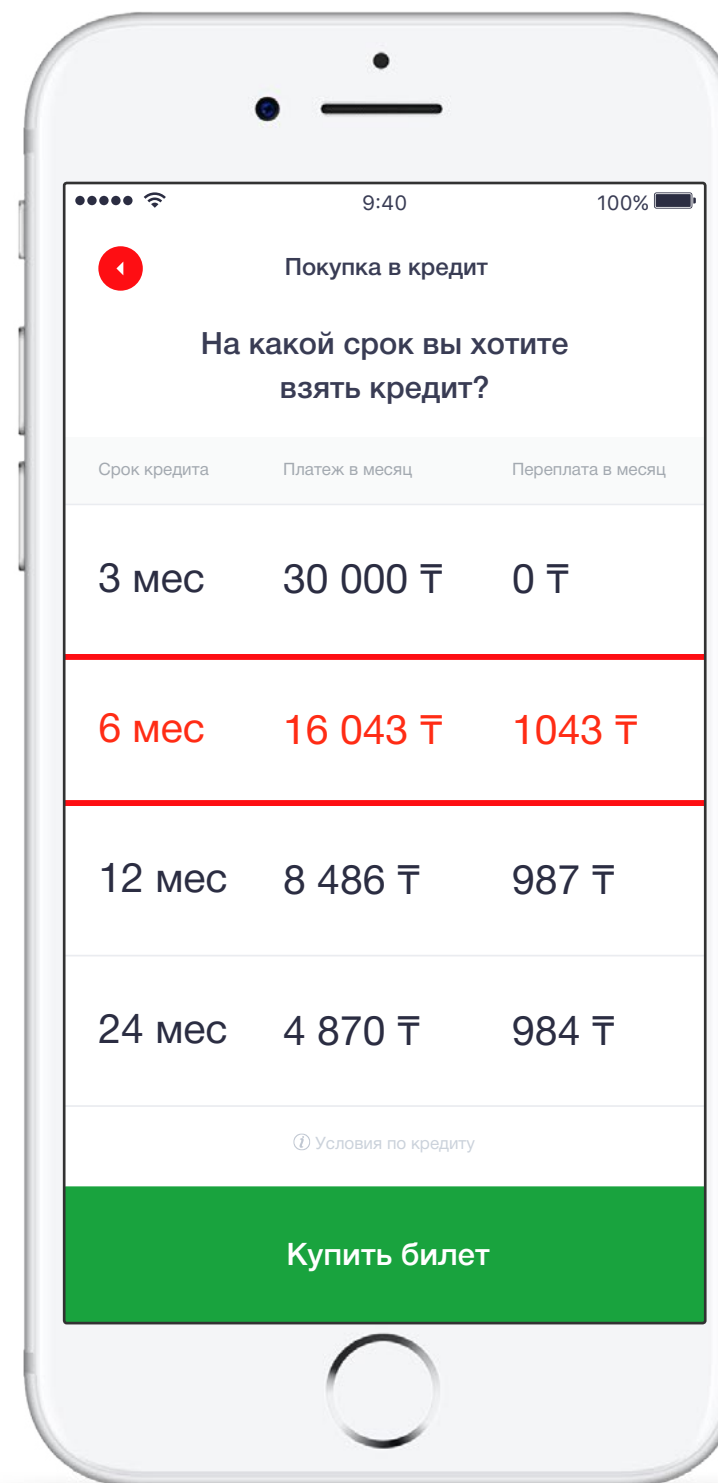 9:40
100%
Покупка в кредит
На какой срок вы хотите
взять кредит?
Срок кредита Платеж в месяц Переплата в месяц
3 мес 30 000 ₸ 0 ₸
6 мес 16 043 ₸ 1043 ₸
12 мес 8 486 ₸ 987 ₸
24 мес 4 870 ₸ 984 ₸
Условия по кредиту
Купить билет